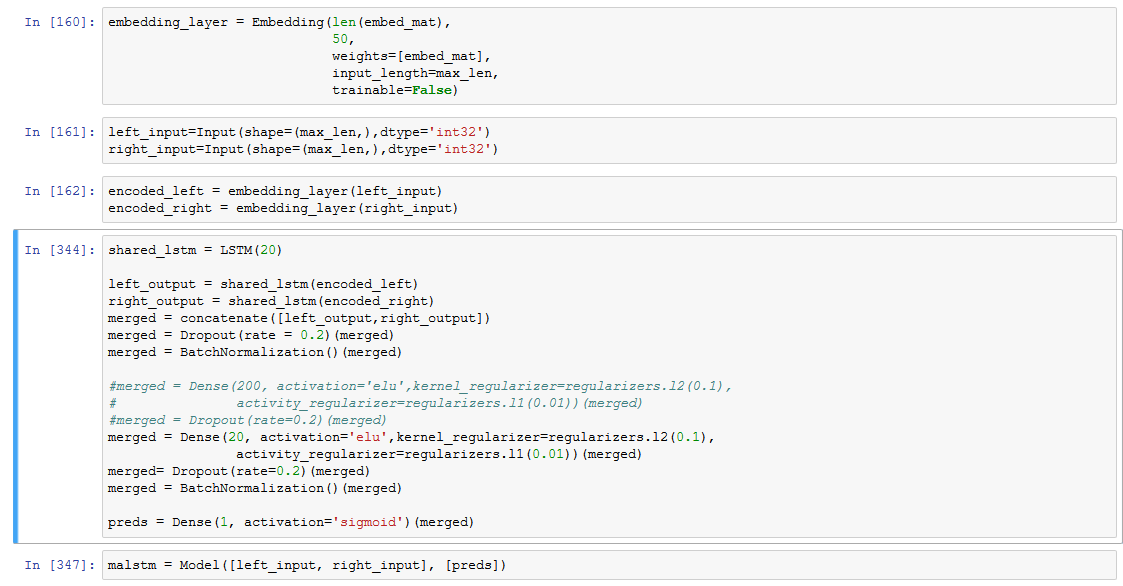 In [160]: embedding_layer = Embedding(len(embed_mat),
50,
weights=[embed_mat],
input_length=max_len,
trainable=False)
In [161]: left_input=Input(shape=(max_len,),dtype='int32')
right_input=Input(shape=(max_len,),dtype='int32')
In [162]: encoded_left = embedding_layer(left_input)
encoded_right = embedding_layer(right_input)
In [344]: shared_lstm = LSTM(20)
left_output = shared_lstm(encoded_left)
right_output = shared_lstm(encoded_right)
merged = concatenate([left_output,right_output])
merged = Dropout(rate = 0.2)(merged)
merged = BatchNormalization()(merged)
#merged = Dense(200, activation='elu',kernel_regularizer=regularizers.l2(0.1),
#               activity_regularizer=regularizers.l1(0.01))(merged)
#merged = Dropout(rate=0.2)(merged)
merged = Dense(20, activation='elu',kernel_regularizer=regularizers.l2(0.1),
activity_regularizer=regularizers.l1(0.01))(merged)
merged= Dropout(rate=0.2)(merged)
merged = BatchNormalization()(merged)
preds = Dense(1, activation='sigmoid')(merged)
In [347]: malstm = Model([left_input, right_input], [preds])